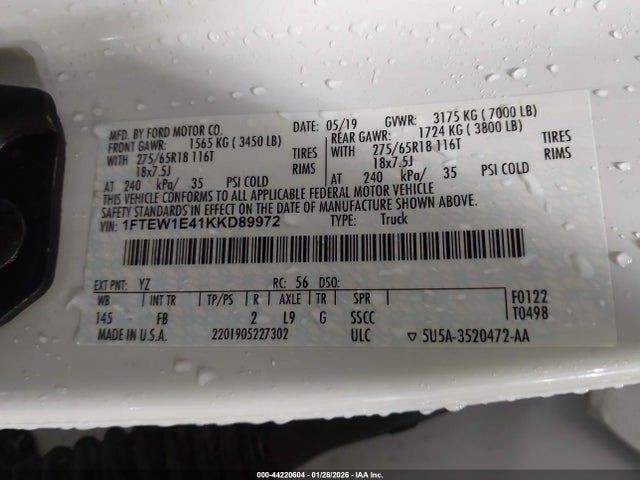 MFD. BY FORD MOTOR CO.
DATE: 05/19 GVWR: 3175 KG ( 7000 LB)
FRONT GAWR: 1565 KG ( 3450 LB)
REAR GAWR: 1724 KG ( 3800 LB)
WITH 275/65R18 116T TIRES
WITH 275/65R18 116T TIRES
18x7.5J RIMS
18x7.5J RIMS
AT 240 kPa/ 35 PSI COLD
AT 240 kPa/ 35 PSI COLD
THIS VEHICLE CONFORMS TO ALL APPLICABLE FEDERAL MOTOR VEHICLE
SAFETY STANDARDS IN EFFECT ON THE DATE OF MANUFACTURE SHOWN ABOVE.
VIN: 1FTEW1E41KKD89972 TYPE: Truck
EXT PNT: YZ RC: 56 DSO:
WB INT TR TP/PS R AXLE TR SPR
145 FB 2 L9 G SSCC
F0122
T0498
MADE IN U.S.A. 2201905227302 ULC ▽ 5U5A-3520472-AA
000-44220604 | 01/26/2026 | IAA Inc.